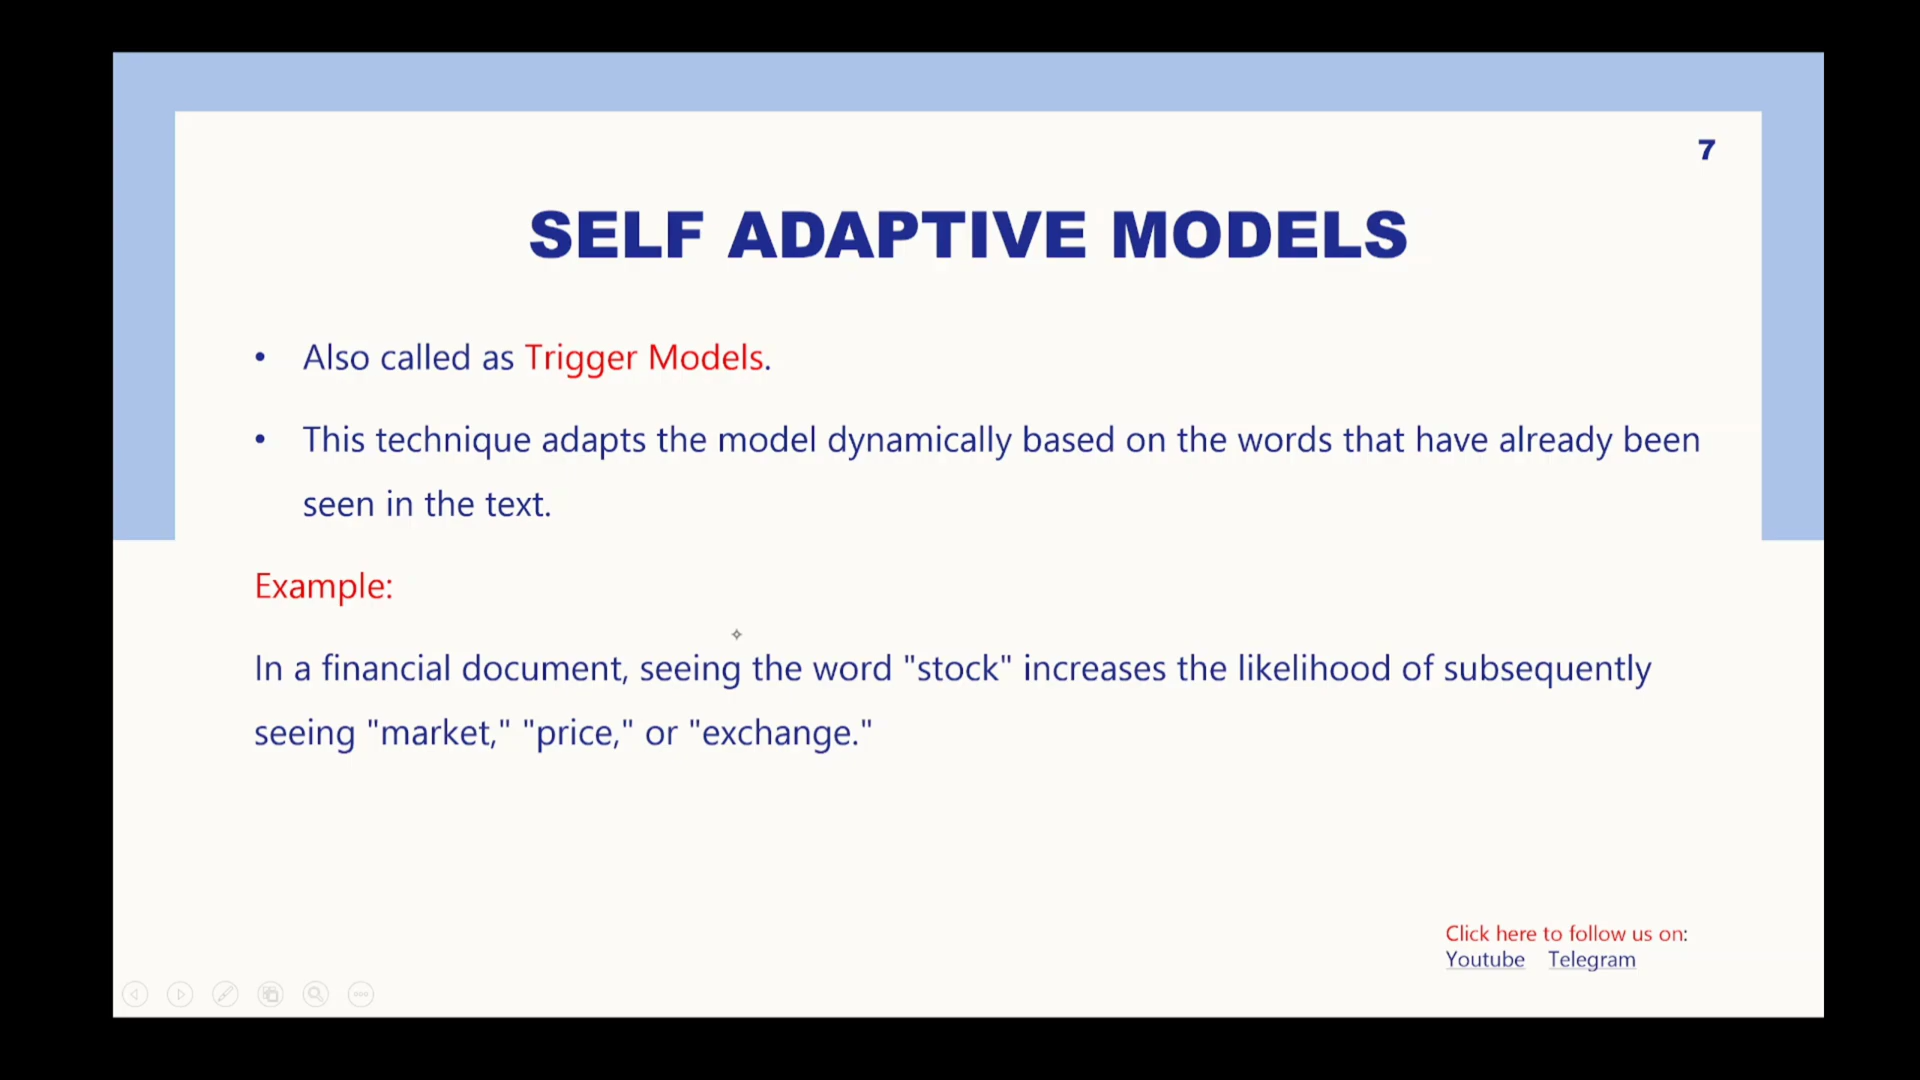 7
SELF ADAPTIVE MODELS
• Also called as Trigger Models.
• This technique adapts the model dynamically based on the words that have already been
seen in the text.
Example:
In a financial document, seeing the word "stock" increases the likelihood of subsequently
seeing "market," "price," or "exchange."
Click here to follow us on:
Youtube Telegram